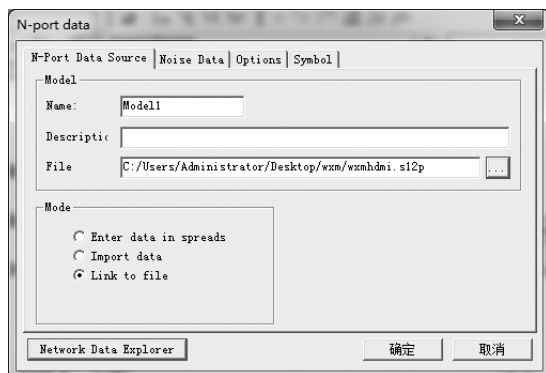 N-port data
N-Port Data Source Noise Data Options Symbol
Model
Name: Model1
Descriptic
File C:/Users/Administrator/Desktop/wxm/wxmhdmi.s12p ...
Mode
Enter data in spreads
Import data
Link to file
Network Data Explorer 确定 取消